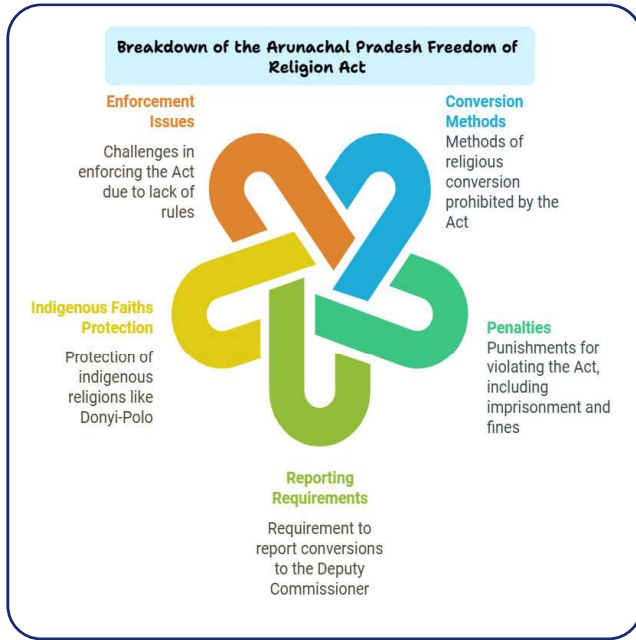 Breakdown of the Arunachal Pradesh Freedom of
Religion Act
Enforcement
Issues
Challenges in
enforcing the Act
due to lack of
rules
Conversion
Methods
Methods of
religious
conversion
prohibited by the
Act
Indigenous Faiths
Protection
Protection of
indigenous
religions like
Donyi-Polo
Penalties
Punishments for
violating the Act,
including
imprisonment and
fines
Reporting
Requirements
Requirement to
report conversions
to the Deputy
Commissioner